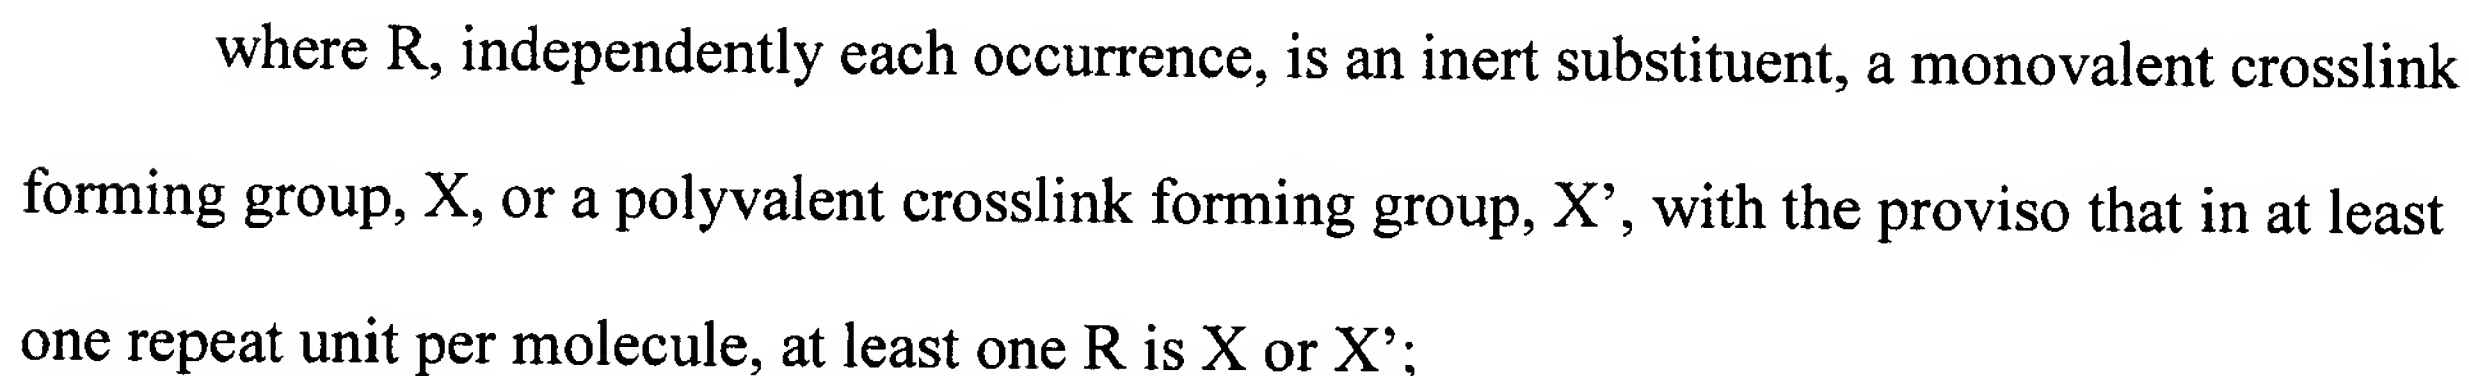 where R, independently each occurrence, is an inert substituent, a monovalent crosslink
forming group, X, or a polyvalent crosslink forming group, X’, with the proviso that in at least
one repeat unit per molecule, at least one R is X or X’;